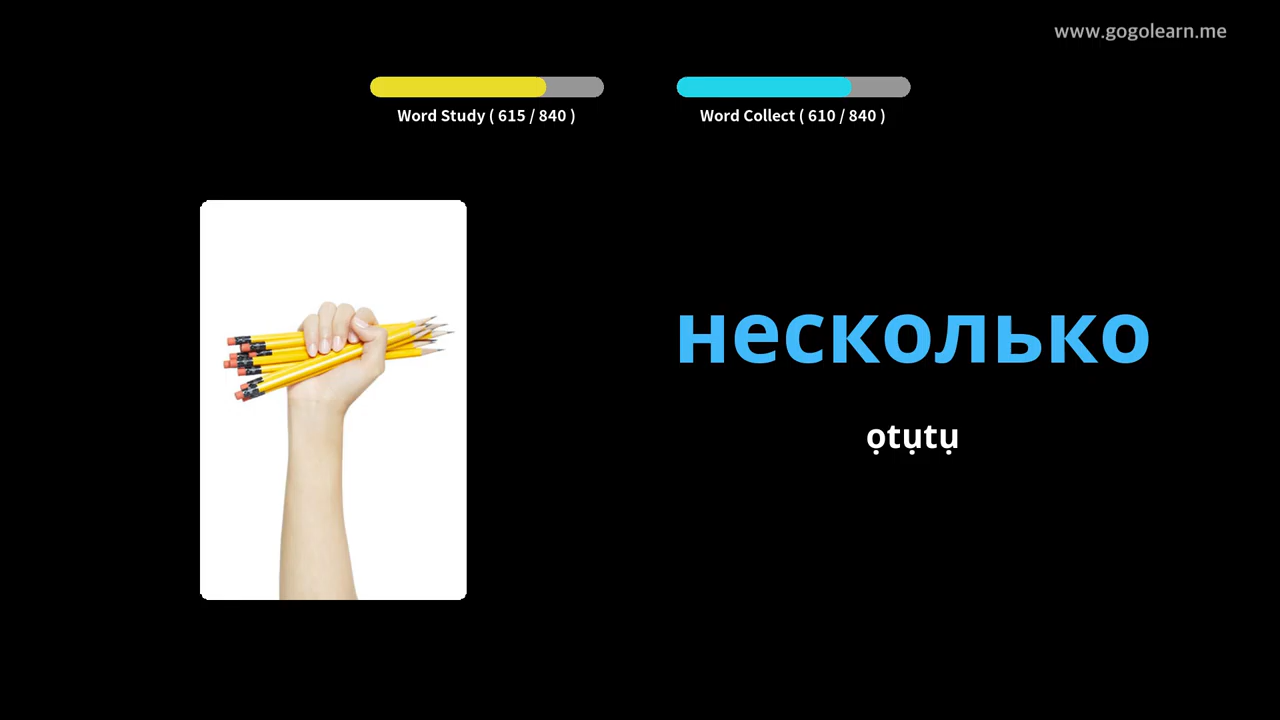 www.gogolearn.me
Word Study ( 615 / 840 )
Word Collect ( 610 / 840 )
несколько
ọtụtụ